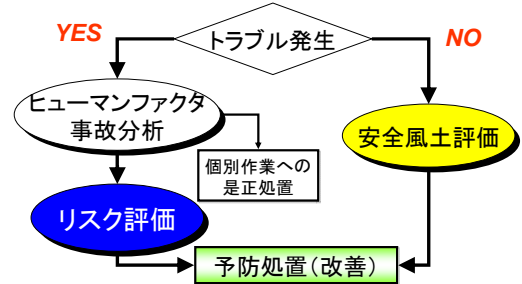 YES
トラブル発生
NO
ヒューマンファクタ
事故分析
安全風土評価
個別作業への
是正処置
リスク評価
予防処置(改善)